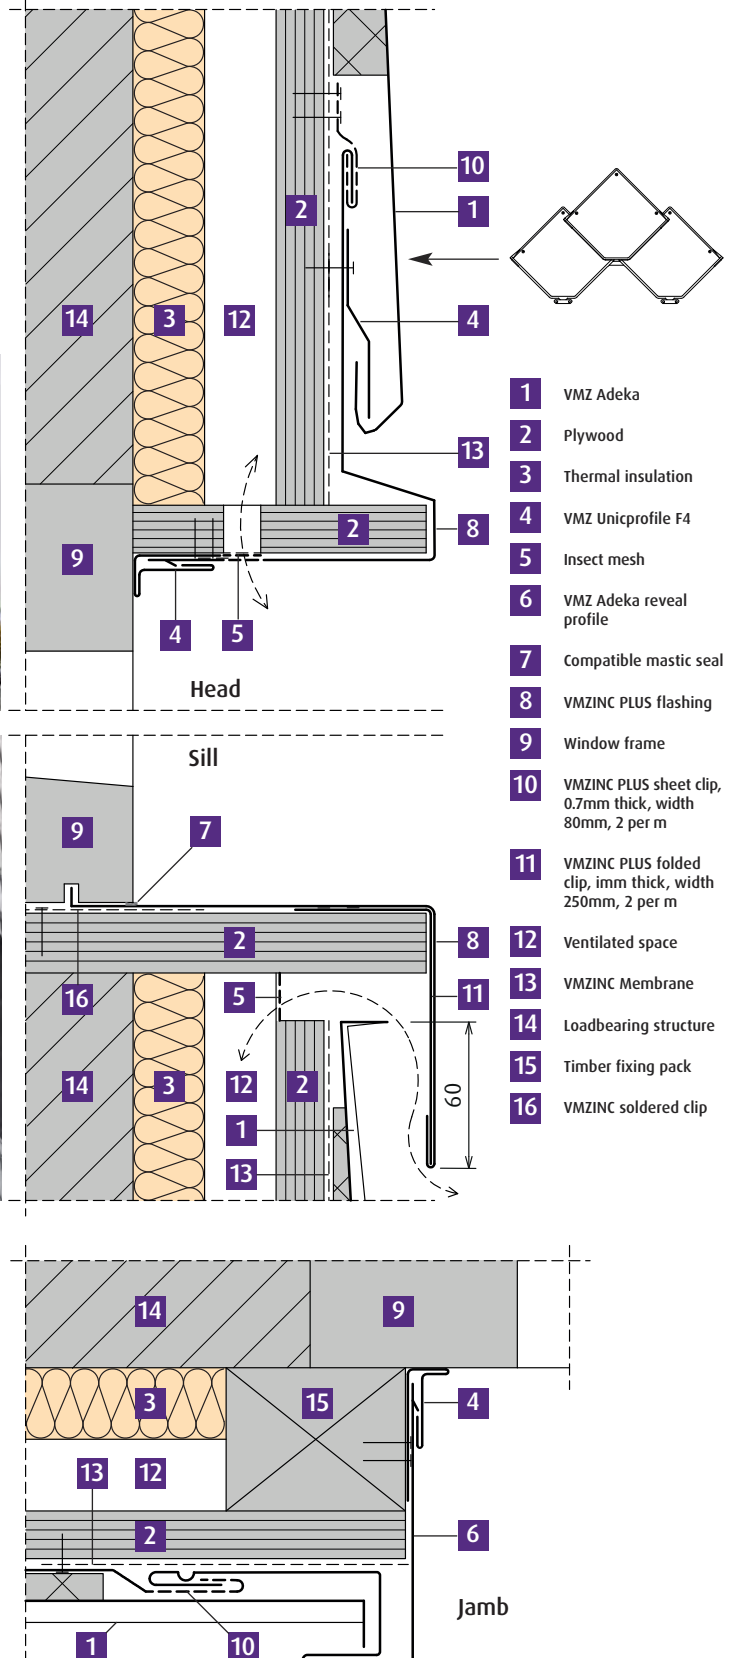 10
1
2
14
3
12
4
13
2
8
9
4
5
Head
Sill
9
7
2
8
16
5
11
14
3
12
2
60
1
13
14
9
3
15
4
13
12
2
6
Jamb
1
10
1 VMZ Adeka
2 Plywood
3 Thermal insulation
4 VMZ Unicprofile F4
5 Insect mesh
6 VMZ Adeka reveal
profile
7 Compatible mastic seal
8 VMZINC PLUS flashing
9 Window frame
10 VMZINC PLUS sheet clip,
0.7mm thick, width
80mm, 2 per m
11 VMZINC PLUS folded
clip, imm thick, width
250mm, 2 per m
12 Ventilated space
13 VMZINC Membrane
14 Loadbearing structure
15 Timber fixing pack
16 VMZINC soldered clip